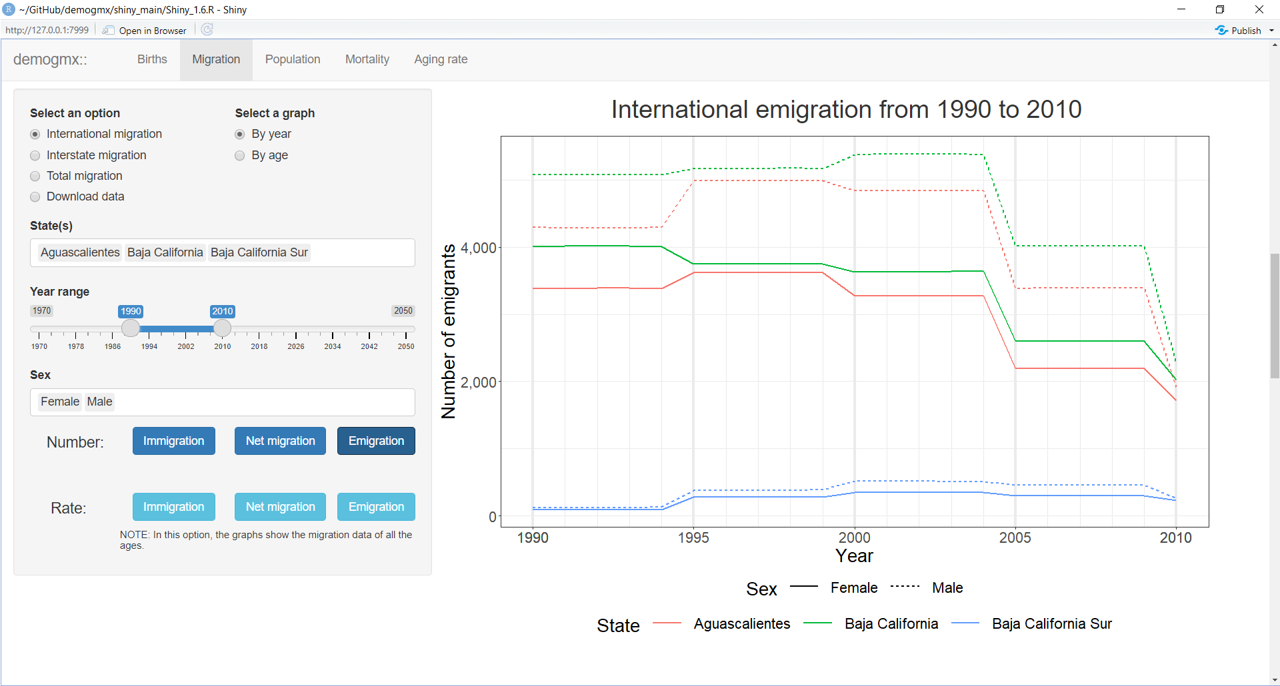 ~/GitHub/demogmx/shiny_main/Shiny_1.6.R - Shiny
http://127.0.0.1:7999 Open in Browser Publish
demogmx:: Births Migration Population Mortality Aging rate
Select an option
International migration
Interstate migration
Total migration
Download data
Select a graph
By year
By age
State(s)
Aguascalientes Baja California Baja California Sur
Year range
1970 1990 2010 2050
1970 1978 1986 1994 2002 2010 2018 2026 2034 2042 2050
Sex
Female Male
Number: Immigration Net migration Emigration
Rate: Immigration Net migration Emigration
NOTE: In this option, the graphs show the migration data of all the
ages.
International emigration from 1990 to 2010
Number of emigrants
4,000
2,000
0
1990 1995 2000 2005 2010
Year
Sex Female Male
State Aguascalientes Baja California Baja California Sur